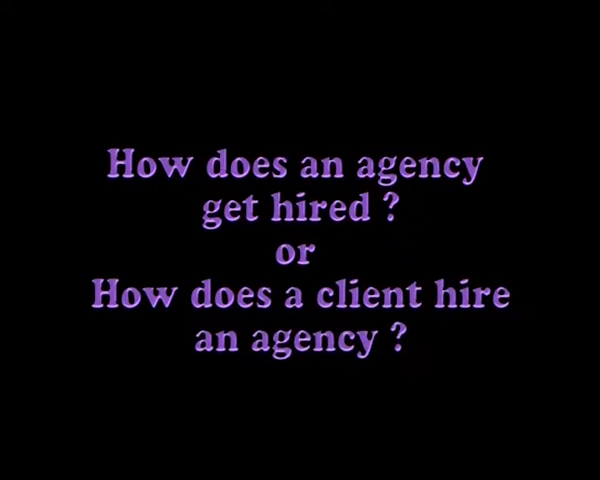 How does an agency
get hired ?
or
How does a client hire
an agency ?